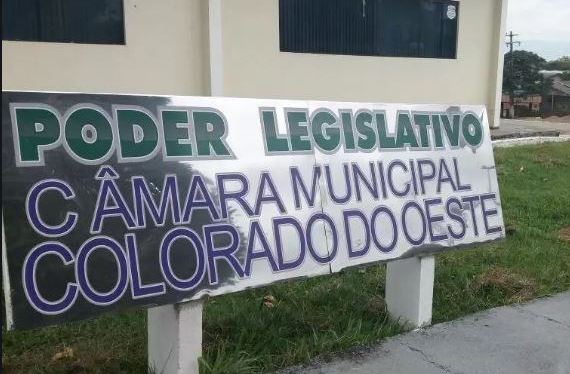 PODER LEGISLATIVO
CÂMARA MUNICIPAL
COLORADO DO OESTE